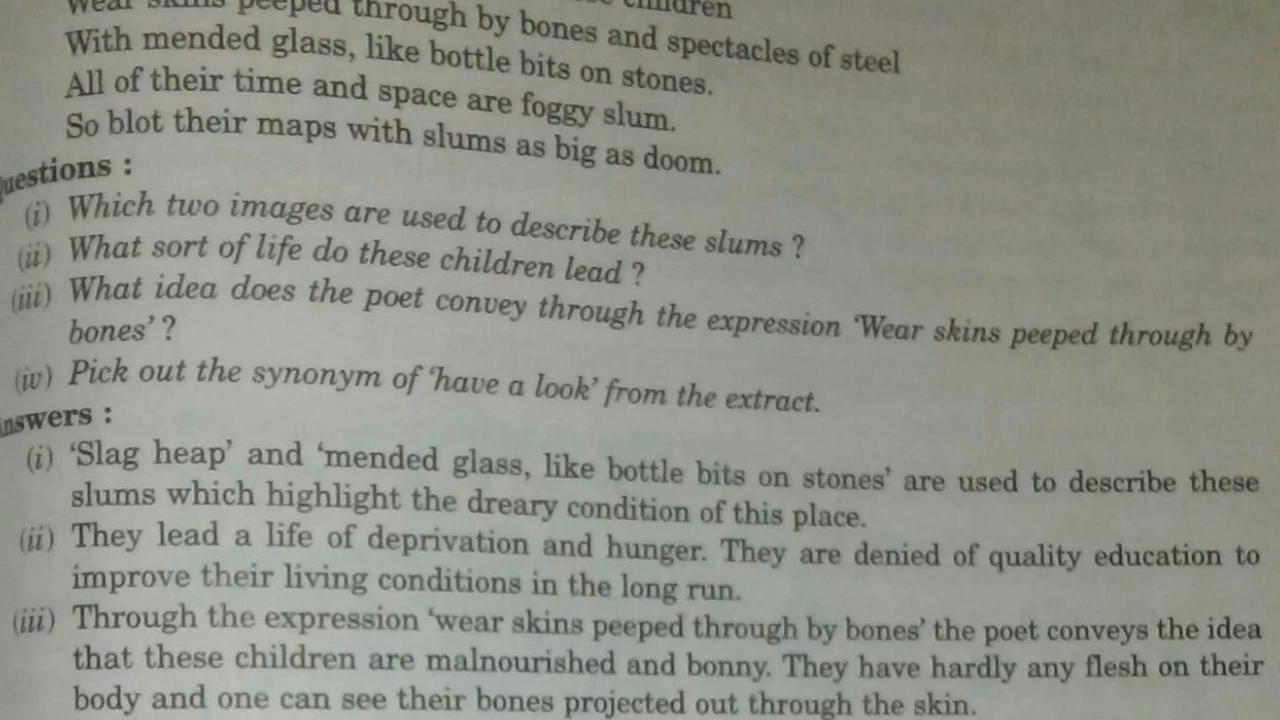 children
Wear skins peeped through by bones and spectacles of steel
With mended glass, like bottle bits on stones.
All of their time and space are foggy slum.
So blot their maps with slums as big as doom.
uestions :
(i) Which two images are used to describe these slums ?
(ii) What sort of life do these children lead ?
(iii) What idea does the poet convey through the expression 'Wear skins peeped through by
bones' ?
(iv) Pick out the synonym of 'have a look' from the extract.
nswers :
(i) 'Slag heap' and 'mended glass, like bottle bits on stones' are used to describe these
slums which highlight the dreary condition of this place.
(ii) They lead a life of deprivation and hunger. They are denied of quality education to
improve their living conditions in the long run.
(iii) Through the expression 'wear skins peeped through by bones' the poet conveys the idea
that these children are malnourished and bonny. They have hardly any flesh on their
body and one can see their bones projected out through the skin.